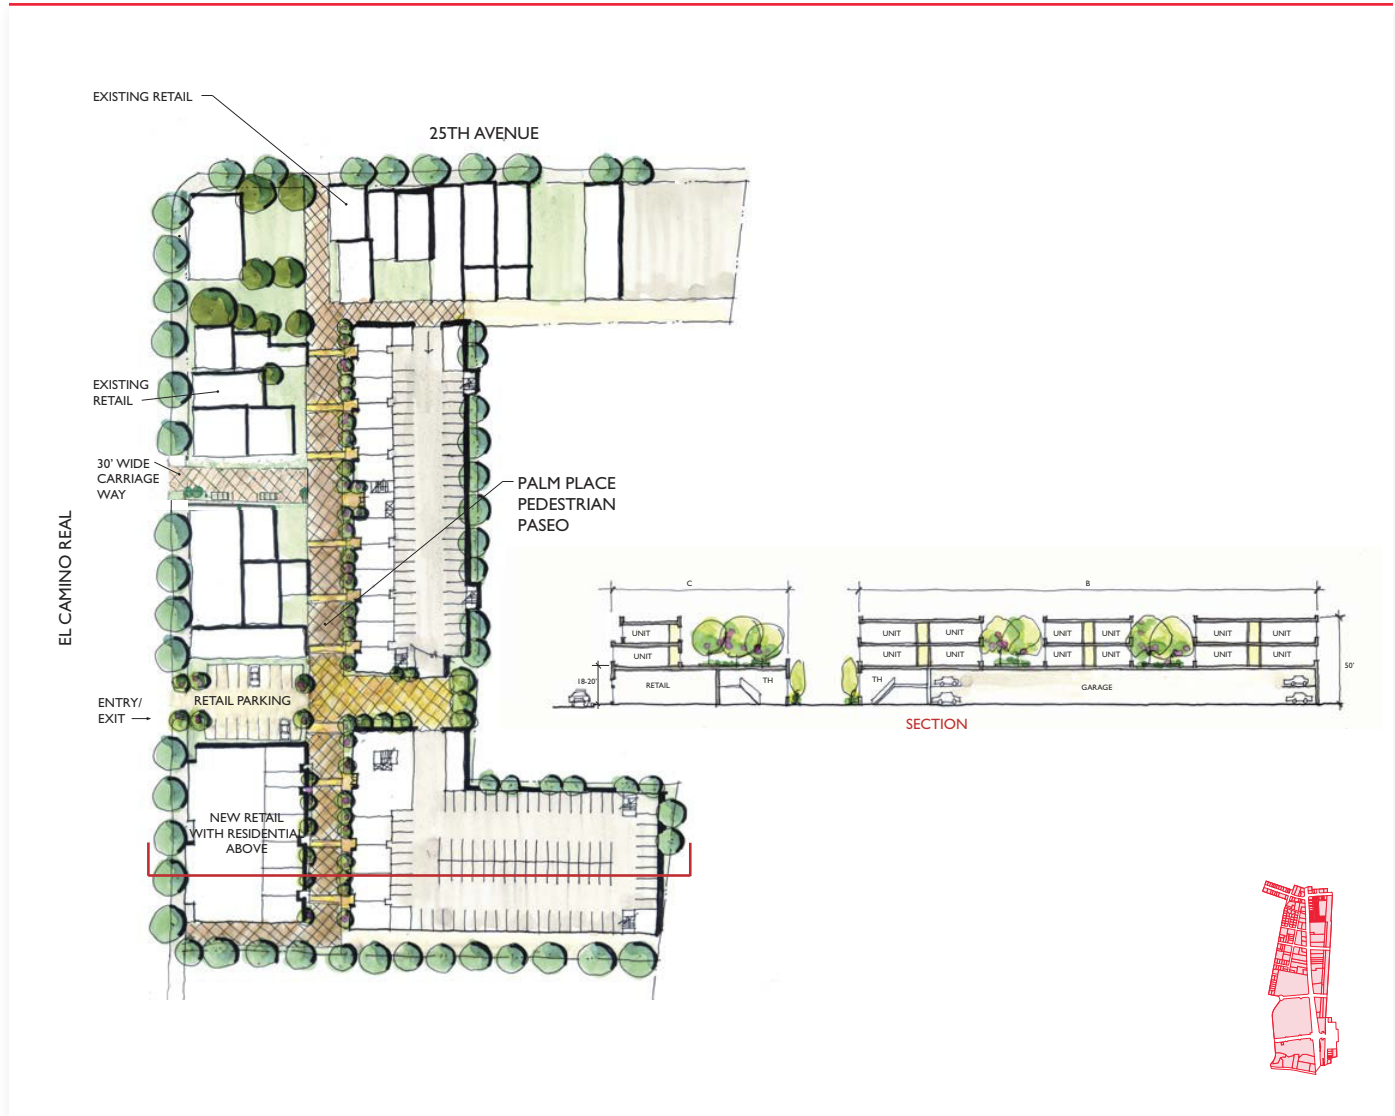 EXISTING RETAIL
25TH AVENUE
EXISTING
RETAIL
30' WIDE
CARRIAGE
WAY
EL CAMINO REAL
PALM PLACE
PEDESTRIAN
PASEO
ENTRY/
EXIT
RETAIL PARKING
NEW RETAIL
WITH RESIDENTIAL
ABOVE
C
B
UNIT
UNIT
UNIT
UNIT
UNIT
UNIT
UNIT
UNIT
UNIT
UNIT
UNIT
UNIT
UNIT
UNIT
18-20'
RETAIL
TH
TH
GARAGE
50'
SECTION